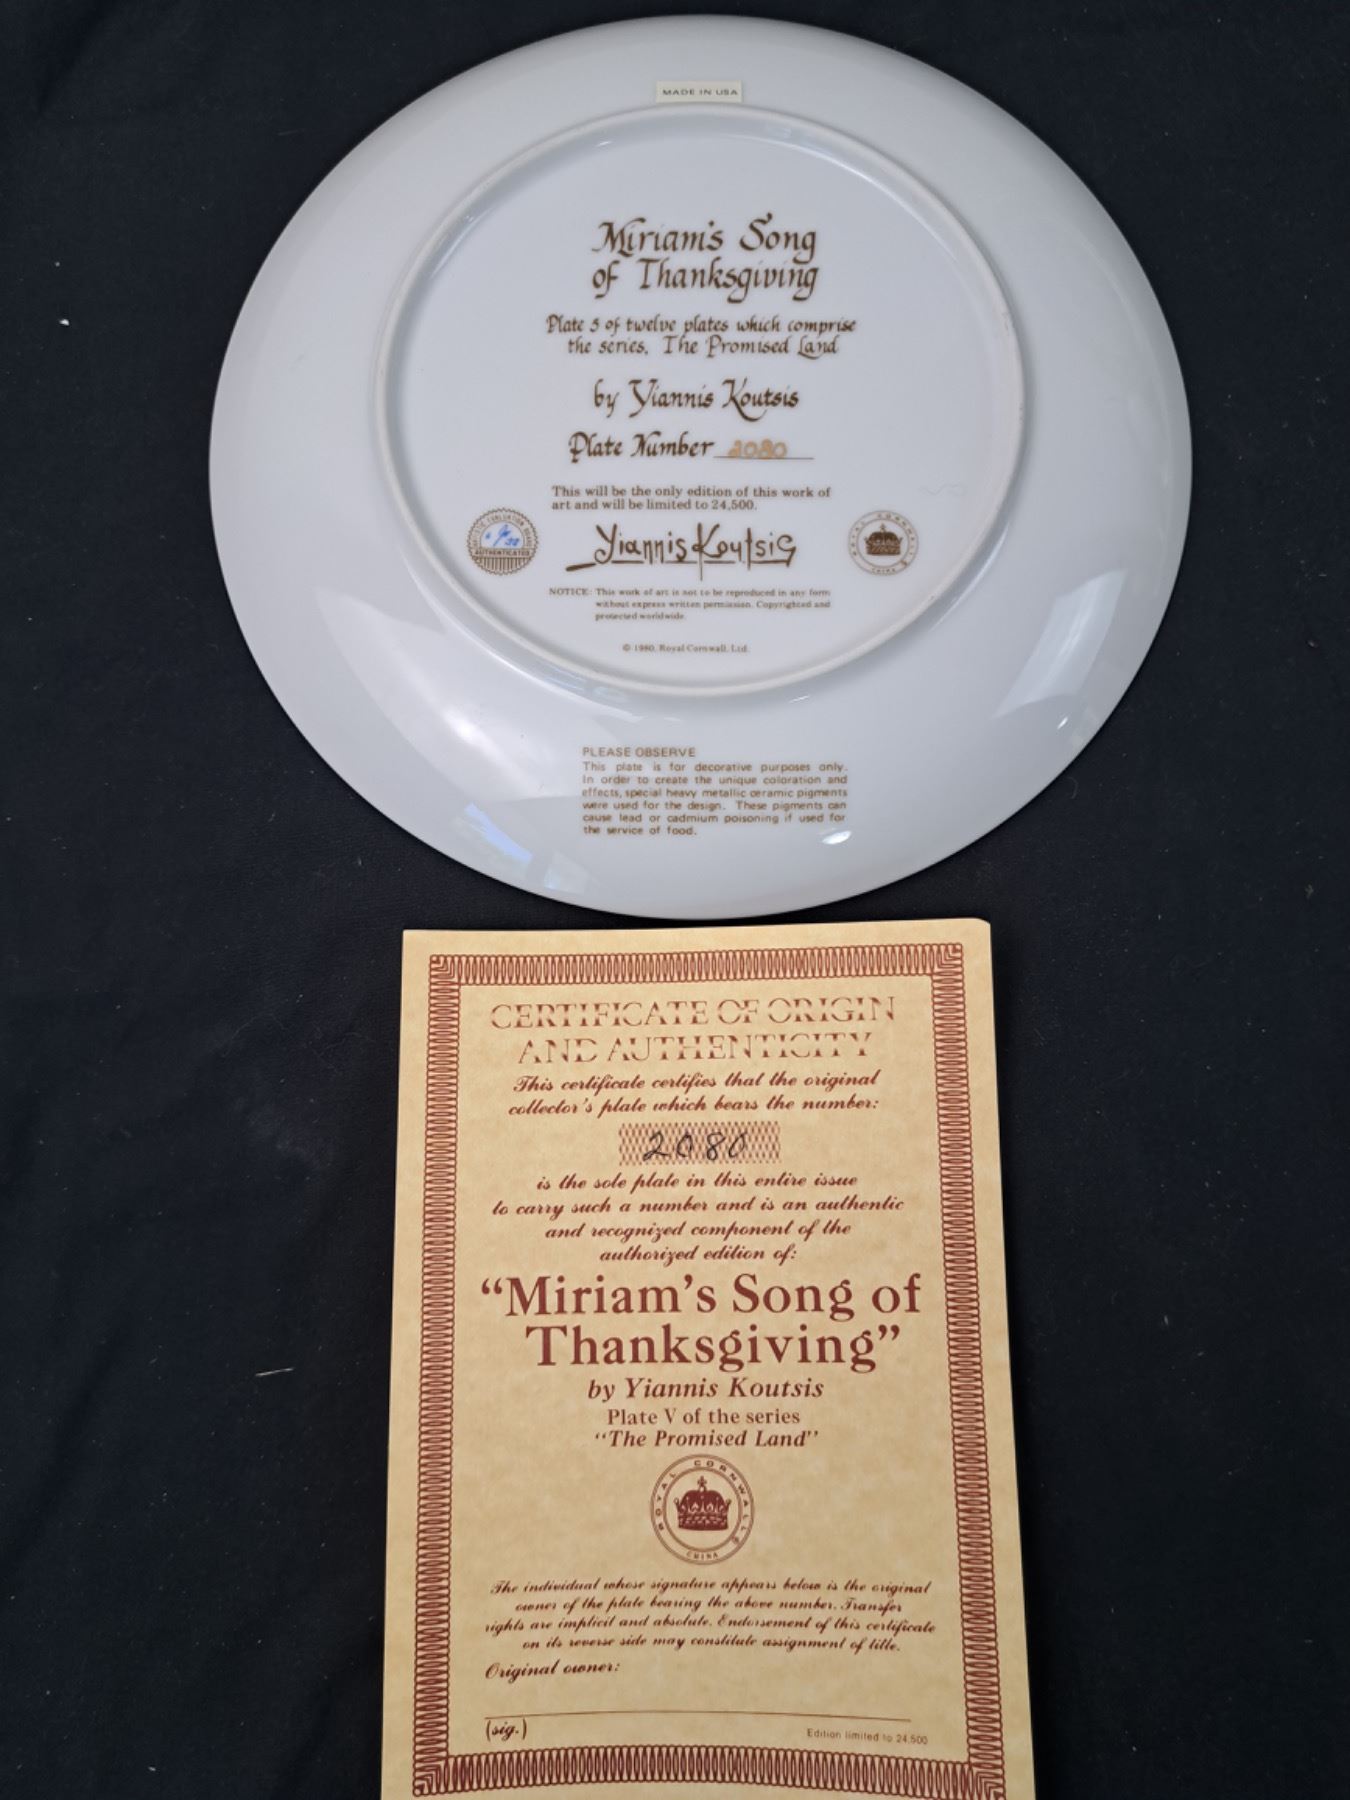 MADE IN USA
Miriam's Song
of Thanksgiving
Plate 5 of twelve plates which comprise
the series, The Promised Land
by Yiannis Koutsis
Plate Number 2080
This will be the only edition of this work of
art and will be limited to 24,500.
EVALUATION BOARD
AUTHENTICATED
Yiannis Koutsis
ROYAL CORNWALL
CHINA
NOTICE: This work of art is not to be reproduced in any form
without express written permission. Copyrighted and
protected worldwide.
© 1980, Royal Cornwall, Ltd.
PLEASE OBSERVE
This plate is for decorative purposes only.
In order to create the unique coloration and
effects, special heavy metallic ceramic pigments
were used for the design. These pigments can
cause lead or cadmium poisoning if used for
the service of food.
CERTIFICATE OF ORIGIN
AND AUTHENTICITY
This certificate certifies that the original
collector's plate which bears the number:
2080
is the sole plate in this entire issue
to carry such a number and is an authentic
and recognized component of the
authorized edition of:
“Miriam's Song of
Thanksgiving”
by Yiannis Koutsis
Plate V of the series
“The Promised Land”
ROYAL CORNWALL ®
CHINA
The individual whose signature appears below is the original
owner of the plate bearing the above number. Transfer
rights are implicit and absolute. Endorsement of this certificate
on its reverse side may constitute assignment of title.
Original owner:
(sig.)
Edition limited to 24,500